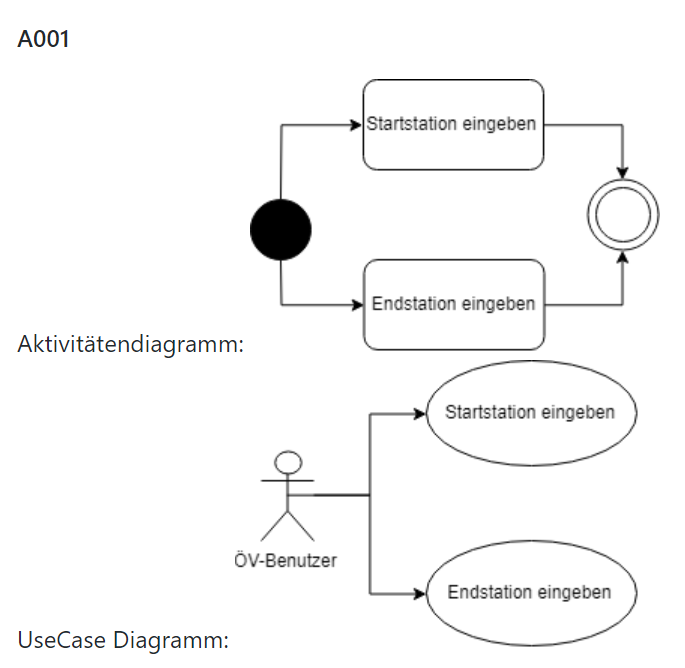 A001
Startstation eingeben
Endstation eingeben
Aktivitätendiagramm:
Startstation eingeben
ÖV-Benutzer
Endstation eingeben
UseCase Diagramm: